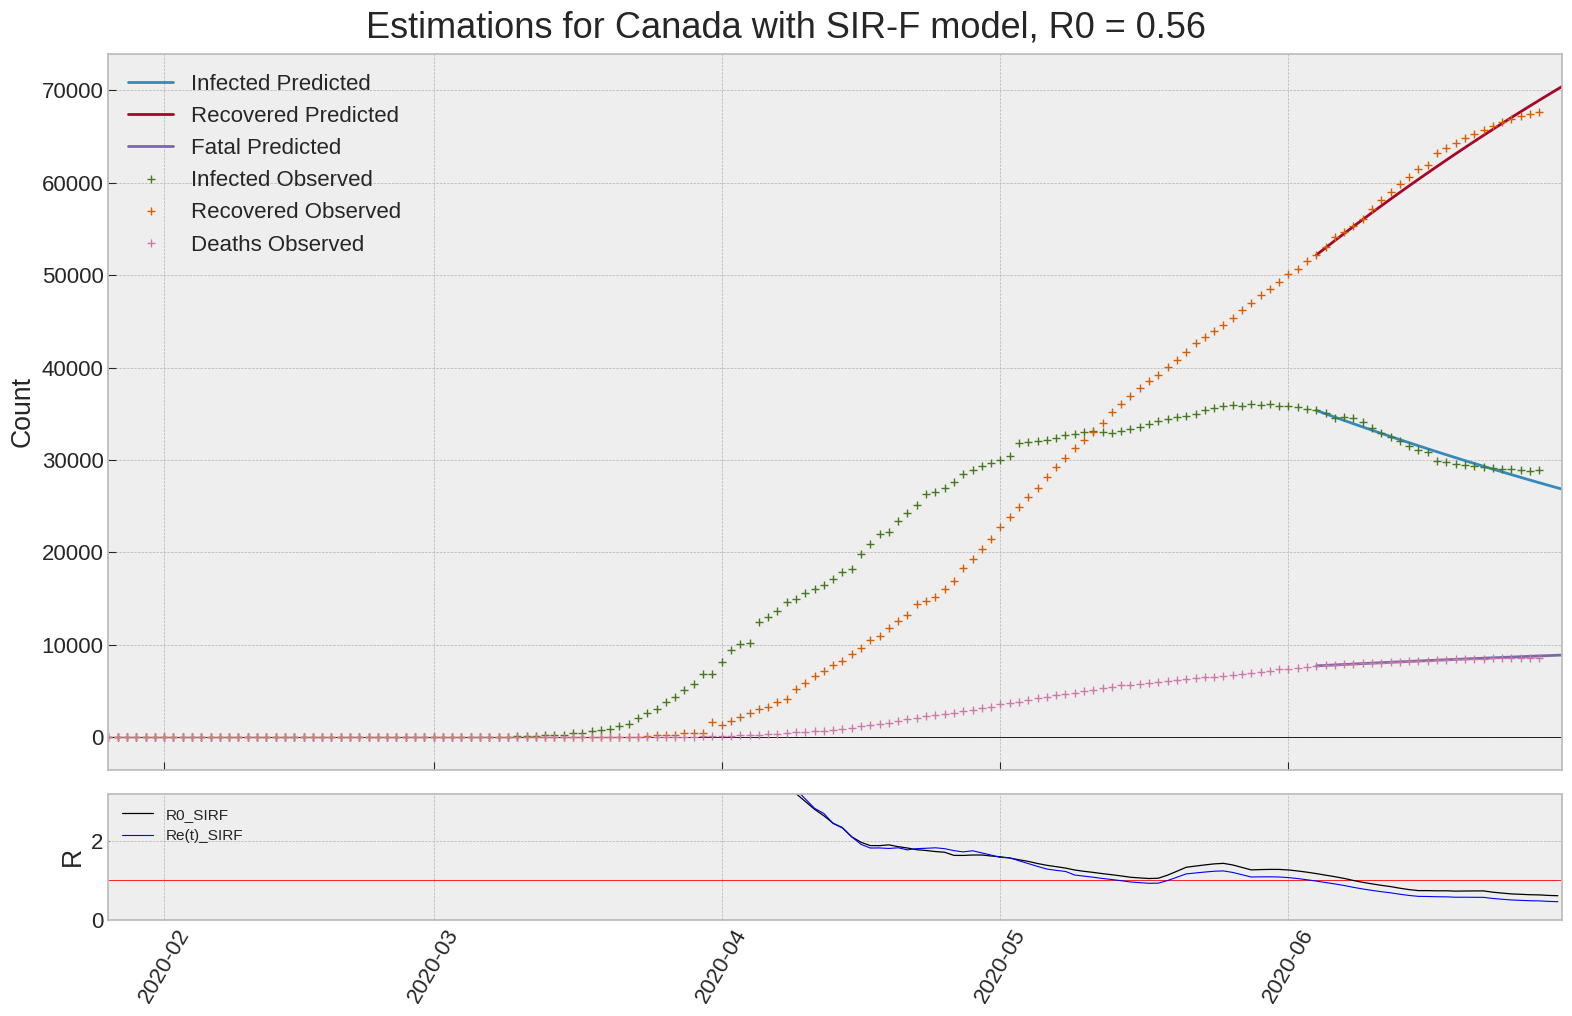 Estimations for Canada with SIR-F model, R0 = 0.56
Infected Predicted
Recovered Predicted
Fatal Predicted
Infected Observed
Recovered Observed
Deaths Observed
70000
60000
50000
40000
30000
20000
10000
0
Count
R0_SIRF
Re(t)_SIRF
2
0
R
2020-02
2020-03
2020-04
2020-05
2020-06